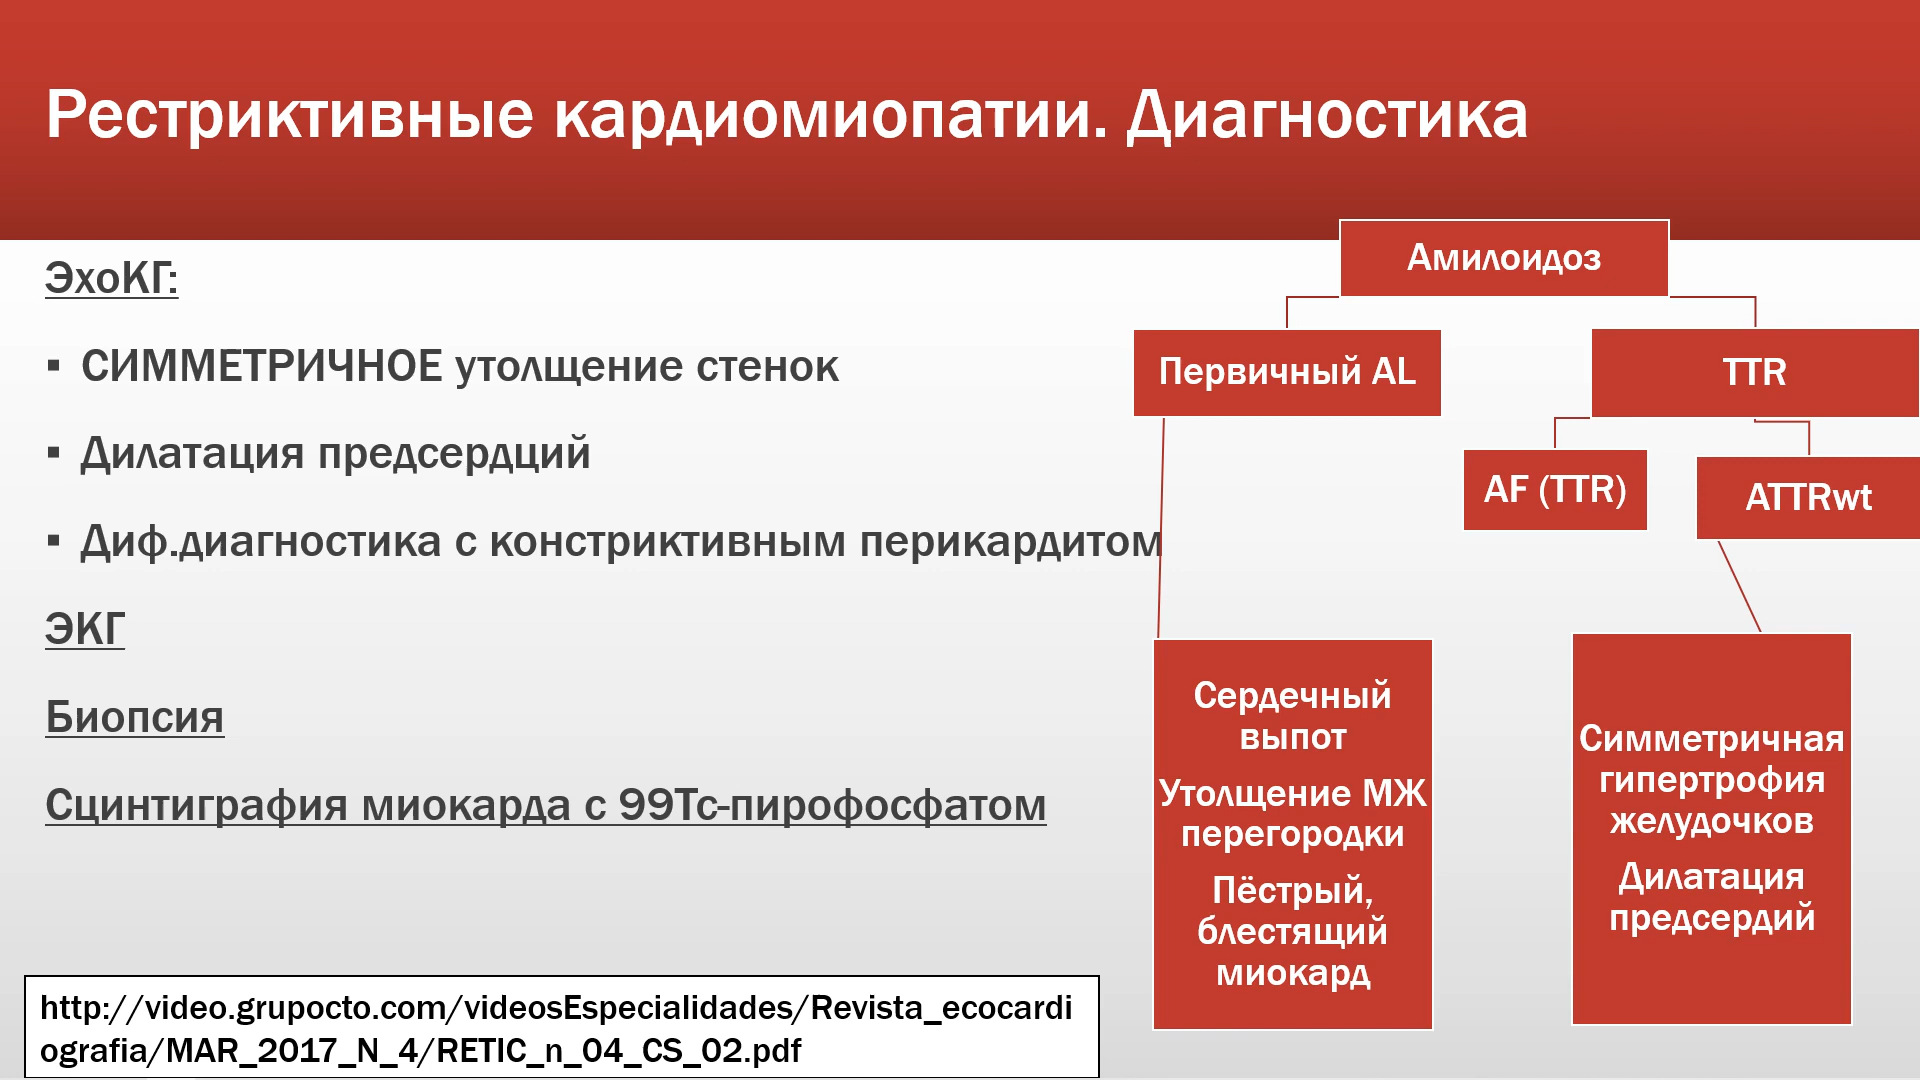 Рестриктивные кардиомиопатии. Диагностика
ЭхоКГ:
▪ СИММЕТРИЧНОЕ утолщение стенок
▪ Дилатация предсердций
▪ Диф.диагностика с констриктивным перикардитом
ЭКГ
Биопсия
Сцинтиграфия миокарда с 99Тс-пирофосфатом
Амилоидоз
Первичный AL
TTR
AF (TTR)
ATTRwt
Сердечный
выпот
Утолщение МЖ
перегородки
Пёстрый,
блестящий
миокард
Симметричная
гипертрофия
желудочков
Дилатация
предсердий
http://video.grupocto.com/videosEspecialidades/Revista_ecocardi
ografia/MAR_2017_N_4/RETIC_n_04_CS_02.pdf